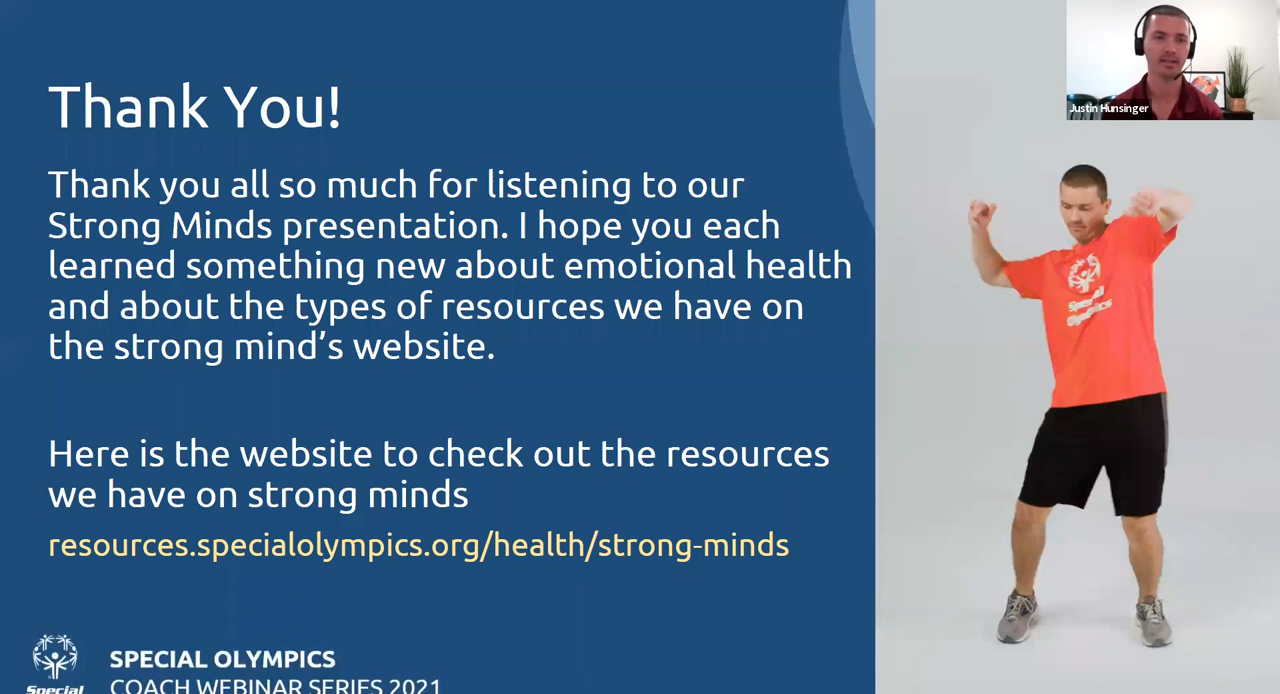 Thank You!
Thank you all so much for listening to our
Strong Minds presentation. I hope you each
learned something new about emotional health
and about the types of resources we have on
the strong mind’s website.
Here is the website to check out the resources
we have on strong minds
resources.specialolympics.org/health/strong-minds
Special
SPECIAL OLYMPICS
COACH WEBINAR SERIES 2021
Justin Hunsinger
Special
Olympics